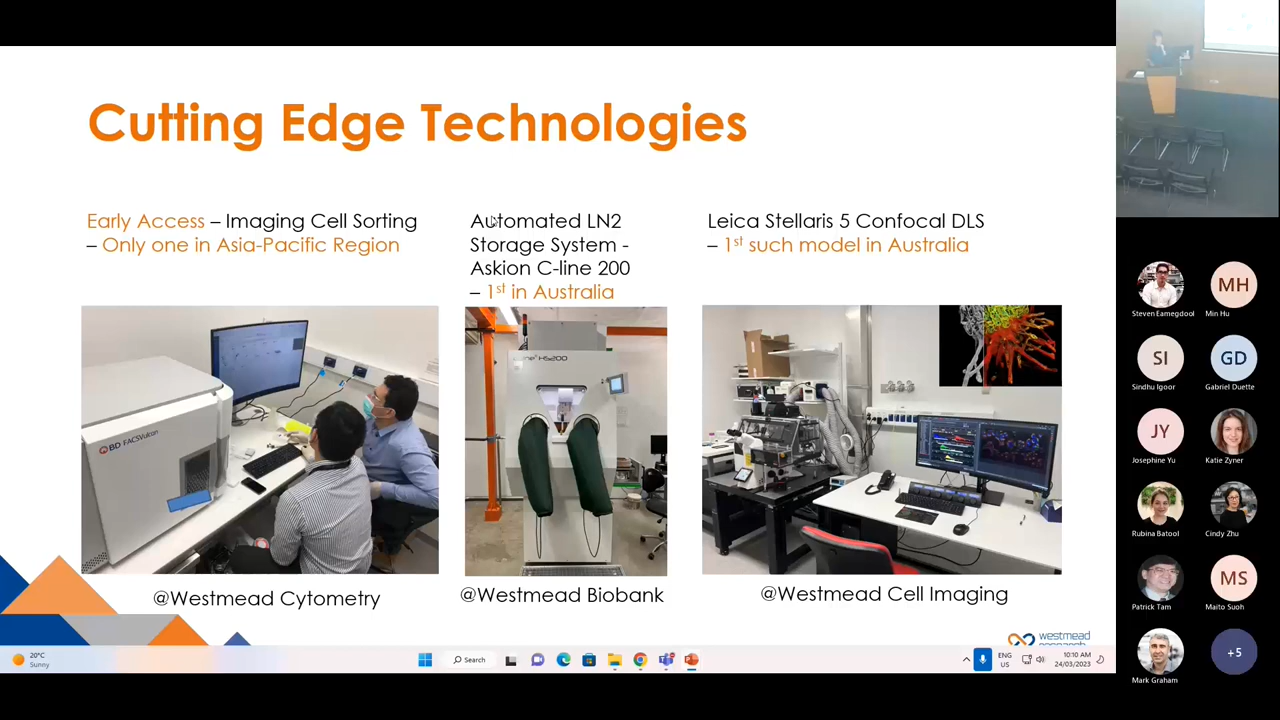 Cutting Edge Technologies
Early Access – Imaging Cell Sorting
– Only one in Asia-Pacific Region
Automated LN2
Storage System -
Askion C-line 200
– 1st in Australia
Leica Stellaris 5 Confocal DLS
– 1st such model in Australia
BD FACSVulcan
HS200
@Westmead Cytometry
@Westmead Biobank
@Westmead Cell Imaging
westmead
20°C
Sunny
Search
ENG
US
10:10 AM
24/03/2023
Steven Eamegdool
MH
Min Hu
SI
Sindhu Igoor
GD
Gabriel Duette
JY
Josephine Yu
Katie Zyner
Rubina Batool
Cindy Zhu
Patrick Tam
MS
Maito Suoh
Mark Graham
+5